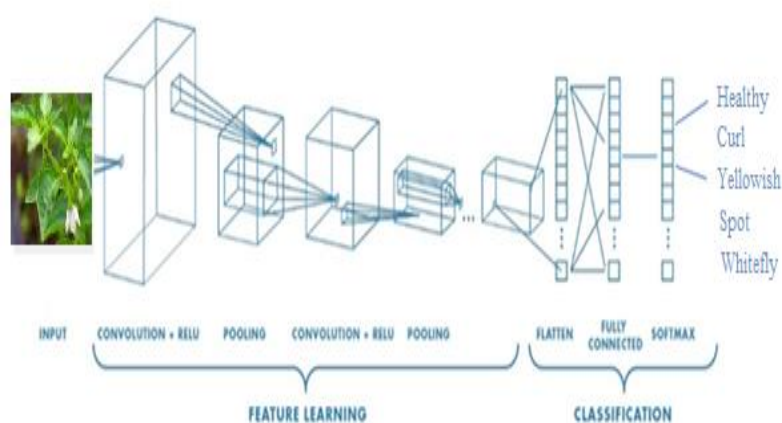 Healthy
Curl
Yellowish
Spot
Whitefly
INPUT CONVOLUTION + RELU POOLING CONVOLUTION + RELU POOLING FLATTEN FULLY CONNECTED SOFTMAX
FEATURE LEARNING CLASSIFICATION